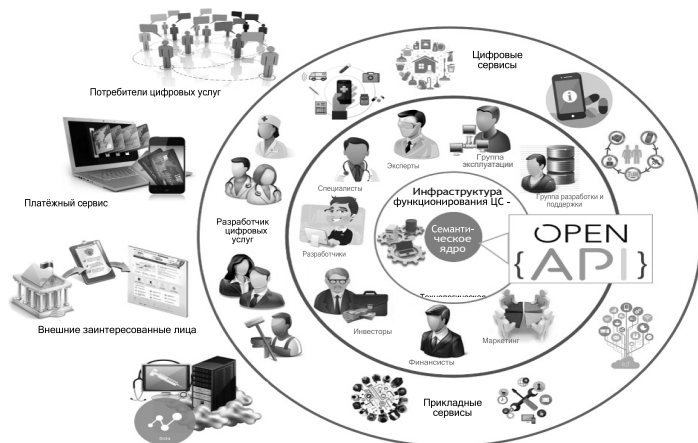 Потребители цифровых услуг
Платёжный сервис
Внешние заинтересованные лица
Цифровые
сервисы
Разработчик
цифровых
услуг
Прикладные
сервисы
Эксперты
Группа
эксплуатации
Специалисты
Группа разработки и
поддержки
Разработчики
Инвесторы
Финансисты
Маркетинг
Инфраструктура
функционирования ЦС -
Семанти-
ческое
ядро
OPEN
{API}